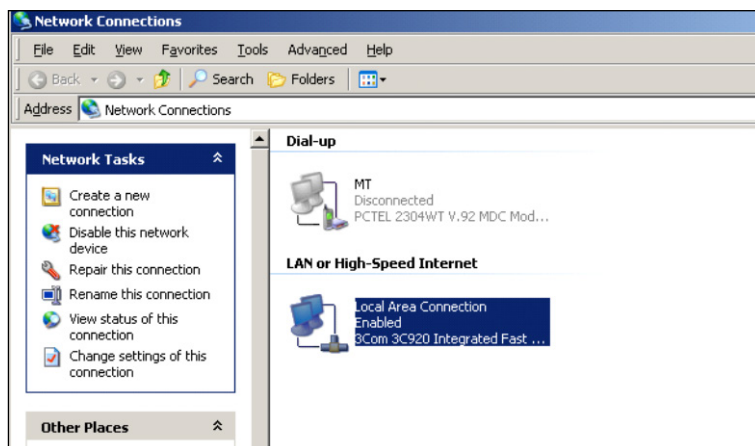 Network Connections
File Edit View Favorites Tools Advanced Help
Back Search Folders
Address Network Connections
Network Tasks
Create a new
connection
Disable this network
device
Repair this connection
Rename this connection
View status of this
connection
Change settings of this
connection
Other Places
Dial-up
MT
Disconnected
PCTEL 2304WT V.92 MDC Mod...
LAN or High-Speed Internet
Local Area Connection
Enabled
3Com 3C920 Integrated Fast ...